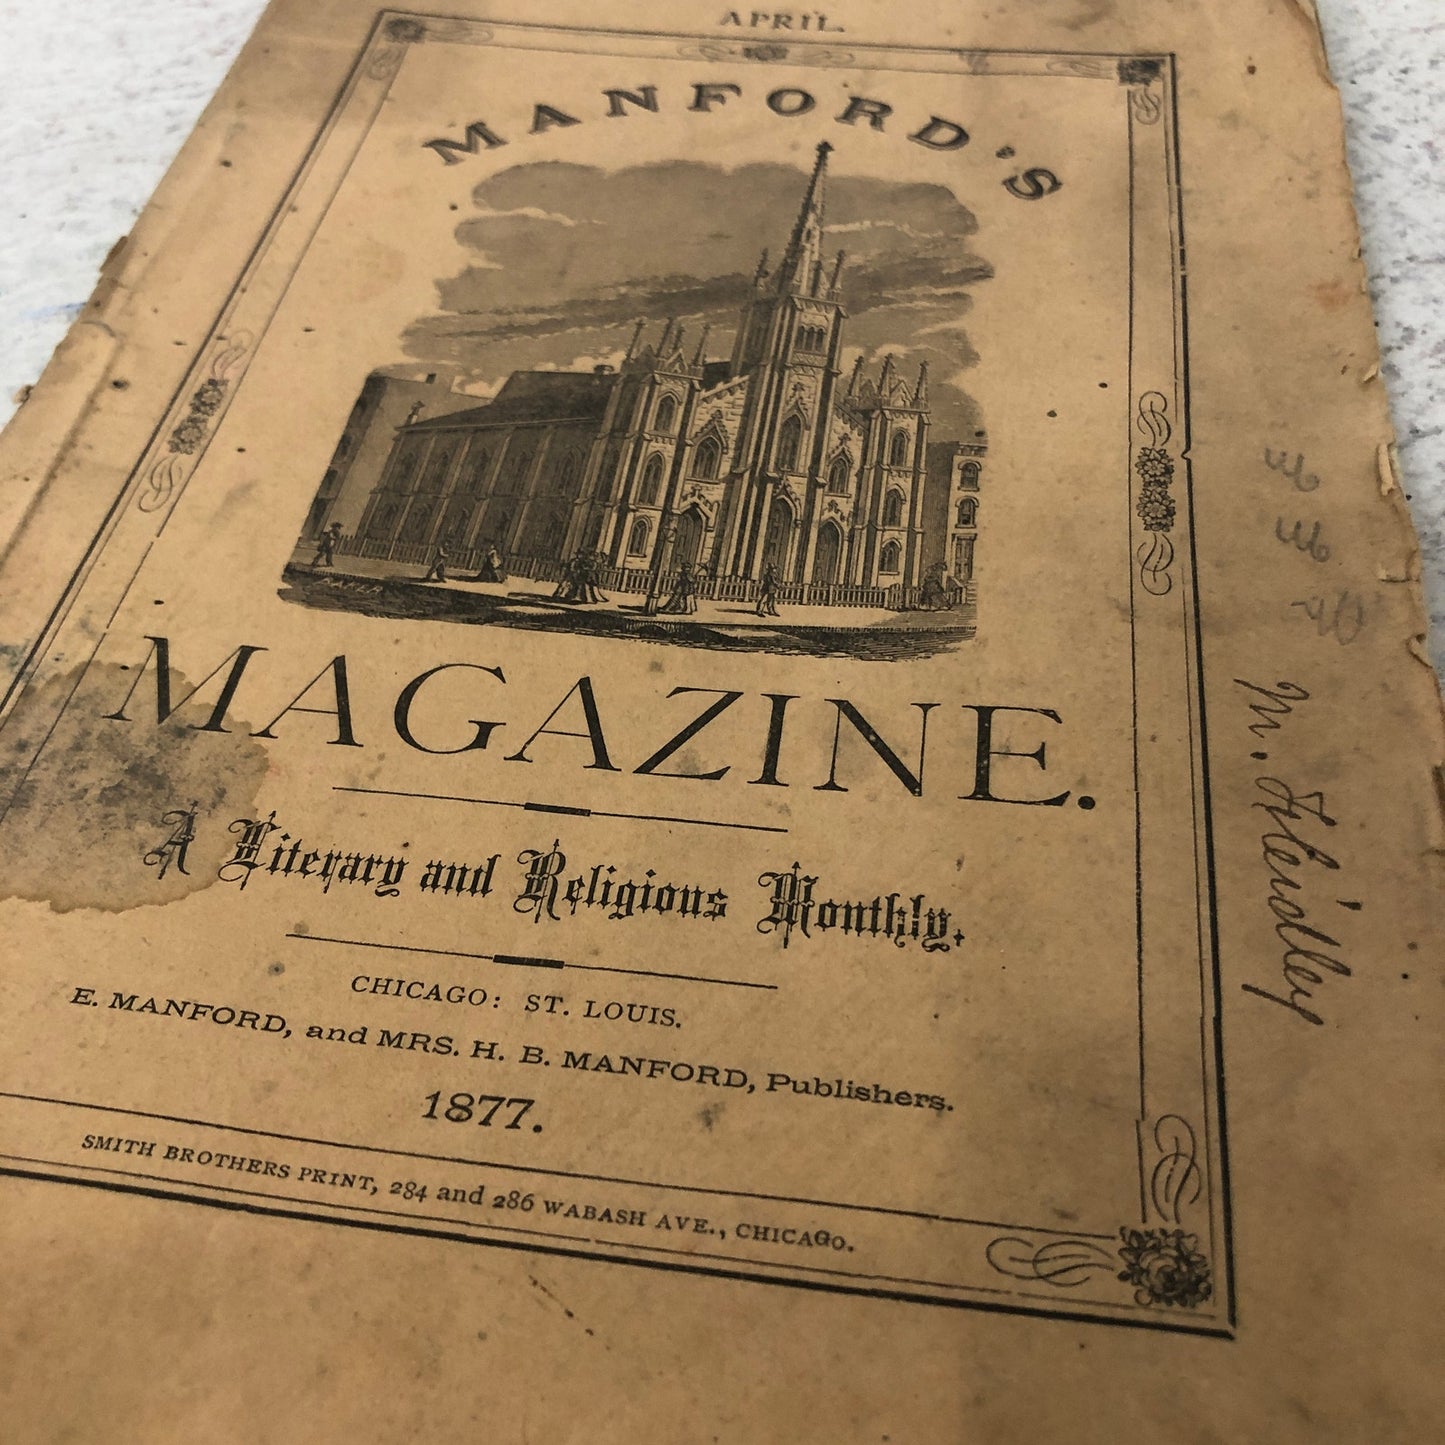 APRIL.
MANFORD'S
BAKER
MAGAZINE.
A Literary and Religious Monthly.
CHICAGO: ST. LOUIS.
E. MANFORD, and MRS. H. B. MANFORD, Publishers.
1877.
SMITH BROTHERS PRINT, 284 and 286 WABASH AVE., CHICAGO.
M.